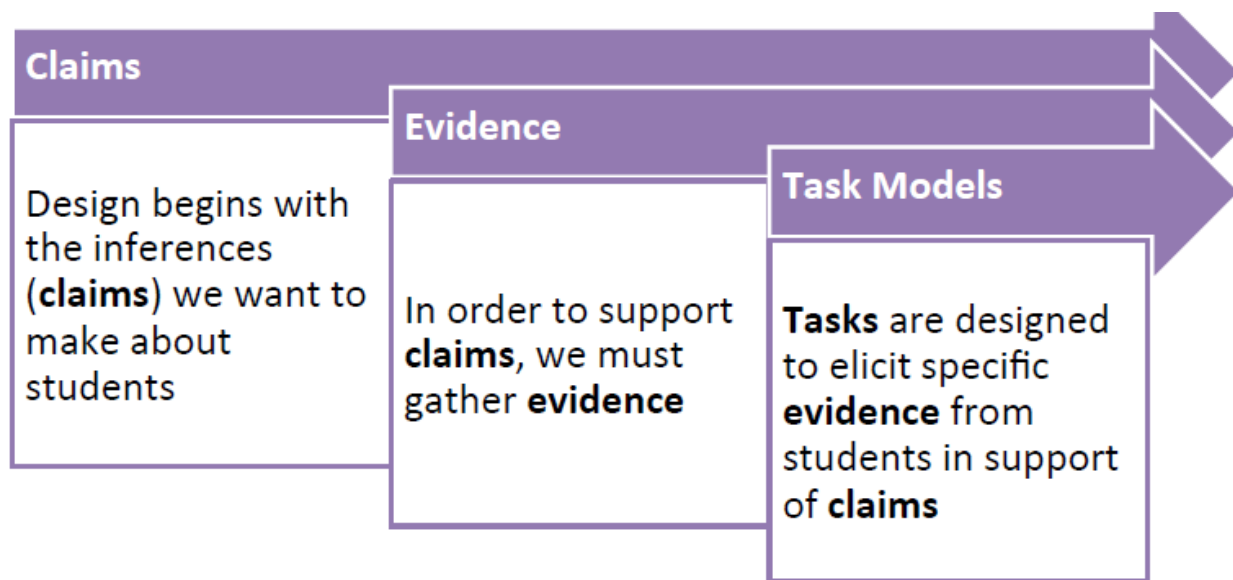 Claims
Design begins with
the inferences
(claims) we want to
make about
students
Evidence
In order to support
claims, we must
gather evidence
Task Models
Tasks are designed
to elicit specific
evidence from
students in support
of claims